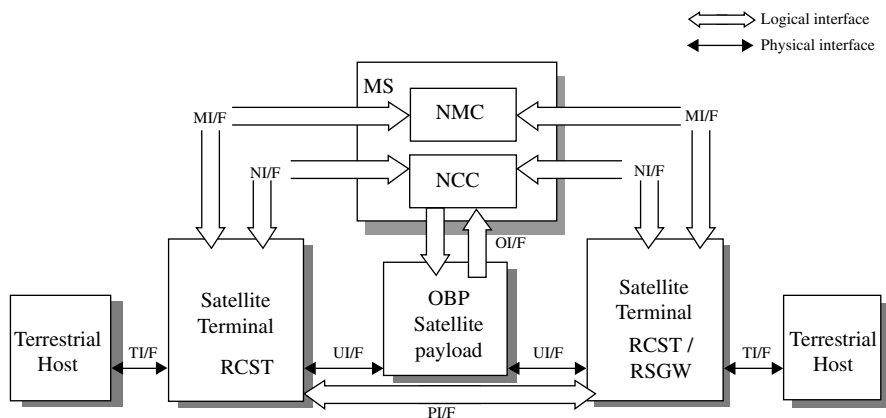 Logical interface
Physical interface
MS
NMC
MI/F
MI/F
NCC
NI/F
NI/F
OI/F
Satellite
Terminal
RCST
OBP
Satellite
payload
Satellite
Terminal
RCST /
RSGW
Terrestrial
Host
TI/F
UI/F
UI/F
TI/F
Terrestrial
Host
PI/F